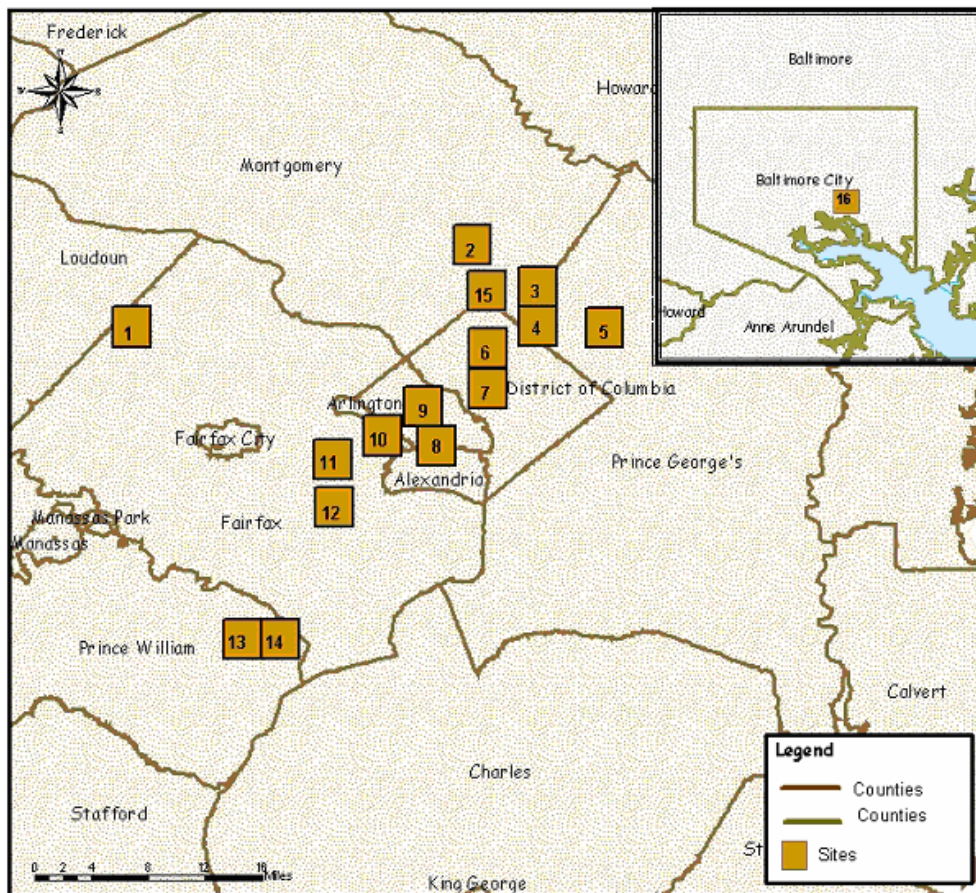 Frederick
N
W
E
S
Howard
Baltimore
Montgomery
Baltimore City
16
2
Loudoun
15
3
Howard
Anne Arundel
1
4
5
6
7
District of Columbia
Arlington
9
10
8
Fairfax City
11
Alexandria
Prince George's
12
Manassas Park
Fairfax
Manassas
13
14
Prince William
Calvert
Legend
Charles
Counties
Counties
Stafford
St
Sites
0 2 4 8 12 16
Miles
King George